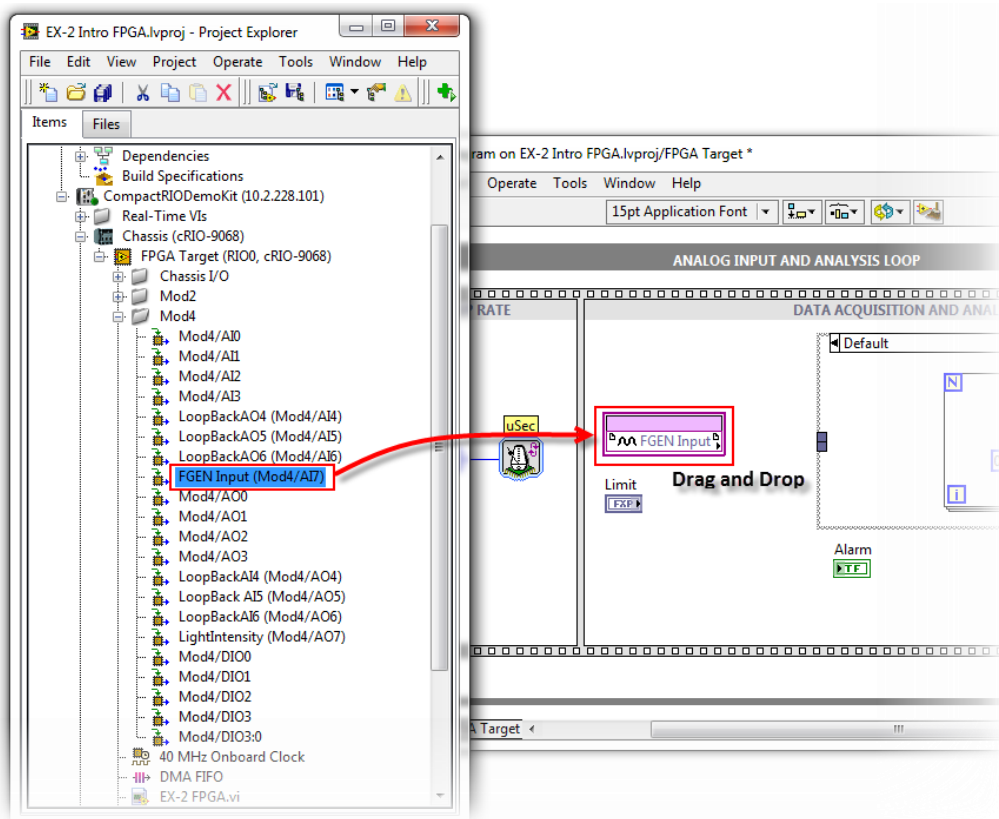 EX-2 Intro FPGA.lvproj - Project Explorer
File Edit View Project Operate Tools Window Help
Items Files
Dependencies
Build Specifications
CompactRIODemoKit (10.2.228.101)
Real-Time VIs
Chassis (cRIO-9068)
FPGA Target (RIO0, cRIO-9068)
Chassis I/O
Mod2
Mod4
Mod4/AI0
Mod4/AI1
Mod4/AI2
Mod4/AI3
LoopBackAO4 (Mod4/AI4)
LoopBackAO5 (Mod4/AI5)
LoopBackAO6 (Mod4/AI6)
FGEN Input (Mod4/AI7)
Mod4/AO0
Mod4/AO1
Mod4/AO2
Mod4/AO3
LoopBackAI4 (Mod4/AO4)
LoopBack AI5 (Mod4/AO5)
LoopBackAI6 (Mod4/AO6)
LightIntensity (Mod4/AO7)
Mod4/DIO0
Mod4/DIO1
Mod4/DIO2
Mod4/DIO3
Mod4/DIO3:0
40 MHz Onboard Clock
DMA FIFO
EX-2 FPGA.vi
ram on EX-2 Intro FPGA.lvproj/FPGA Target *
Operate Tools Window Help
15pt Application Font
ANALOG INPUT AND ANALYSIS LOOP
RATE
DATA ACQUISITION AND ANAL
Default
N
uSec
FGEN Input
Drag and Drop
Limit
FXP
i
Alarm
TF
A Target